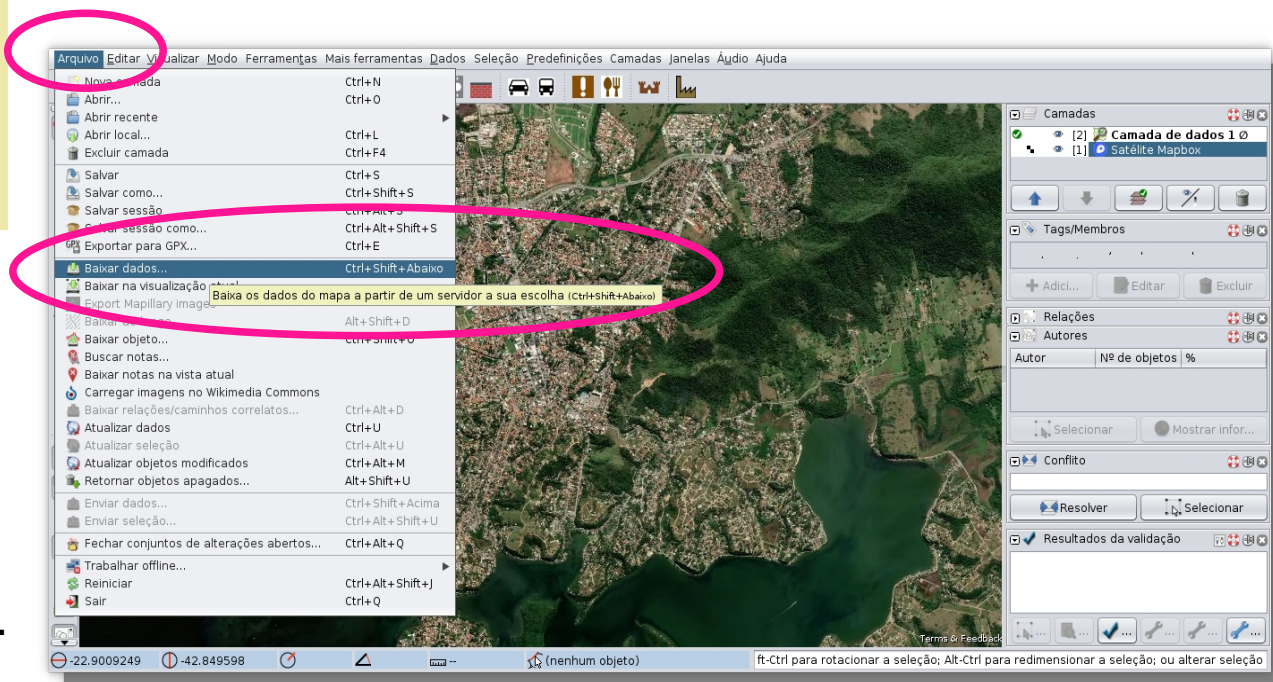 Arquivo Editar Visualizar Modo Ferramentas Mais ferramentas Dados Seleção Predefinições Camadas Janelas Áudio Ajuda
Nova camada Ctrl+N
Abrir... Ctrl+O
Abrir recente
Abrir local... Ctrl+L
Excluir camada Ctrl+F4
Salvar Ctrl+S
Salvar como... Ctrl+Shift+S
Salvar sessão Ctrl+Alt+S
Salvar sessão como... Ctrl+Alt+Shift+S
GPX Exportar para GPX... Ctrl+E
Baixar dados... Ctrl+Shift+Abaixo
Baixar na visualização atual
Baixa os dados do mapa a partir de um servidor a sua escolha (Ctrl+Shift+Abaixo)
Export Mapillary images
Baixar Alt+Shift+D
Baixar objeto... Ctrl+Shift+O
Buscar notas...
Baixar notas na vista atual
Carregar imagens no Wikimedia Commons
Baixar relações/caminhos correlatos... Ctrl+Alt+D
Atualizar dados Ctrl+U
Atualizar seleção Ctrl+Alt+U
Atualizar objetos modificados Ctrl+Alt+M
Retornar objetos apagados... Alt+Shift+U
Enviar dados... Ctrl+Shift+Acima
Enviar seleção... Ctrl+Alt+Shift+U
Fechar conjuntos de alterações abertos... Ctrl+Alt+Q
Trabalhar offline...
Reiniciar Ctrl+Alt+Shift+J
Sair Ctrl+Q
Terms & Feedback
Camadas
[2] Camada de dados 1 ∅
[1] Satélite Mapbox
Tags/Membros
Adici... Editar Excluir
Relações
Autores
Autor Nº de objetos %
Selecionar Mostrar infor...
Conflito
Resolver Selecionar
Resultados da validação
... ... ... ... ... ...
-22.9009249 -42.849598 -- (nenhum objeto) ft-Ctrl para rotacionar a seleção; Alt-Ctrl para redimensionar a seleção; ou alterar seleção
.